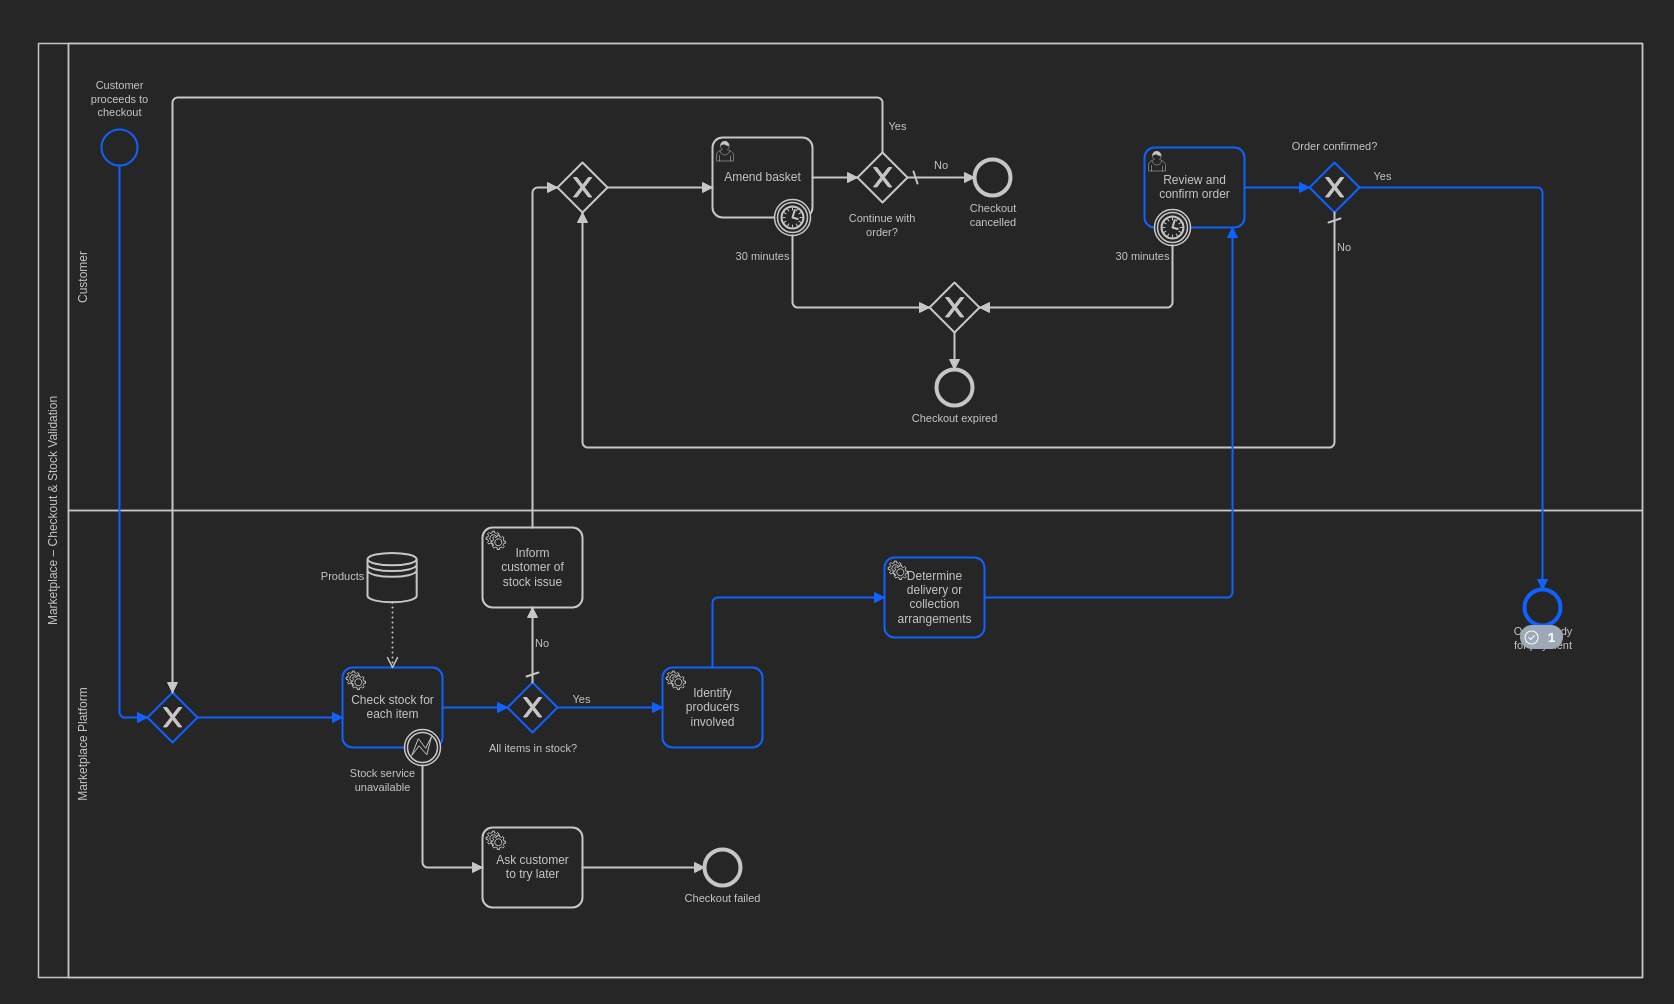 Marketplace – Checkout & Stock Validation
Customer
Customer
proceeds to
checkout
Yes
Amend basket
30 minutes
Continue with
order?
No
Checkout
cancelled
Checkout expired
Review and
confirm order
30 minutes
Order confirmed?
Yes
No
Marketplace Platform
Products
Check stock for
each item
Stock service
unavailable
Inform
customer of
stock issue
No
All items in stock?
Yes
Identify
producers
involved
Determine
delivery or
collection
arrangements
1
Ask customer
to try later
Checkout failed